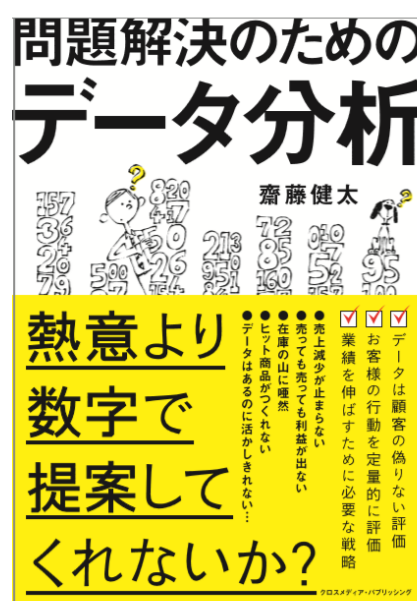 問題解決のための
データ分析
齋藤健太
データは顧客の偽りない評価
お客様の行動を定量的に評価
業績を伸ばすために必要な戦略
●売上減少が止まらない
●売っても売っても利益が出ない
●在庫の山に唖然
●ヒット商品がつくれない
●データはあるのに活かしきれない…
熱意より
数字で
提案して
くれないか?
クロスメディア・パブリッシング